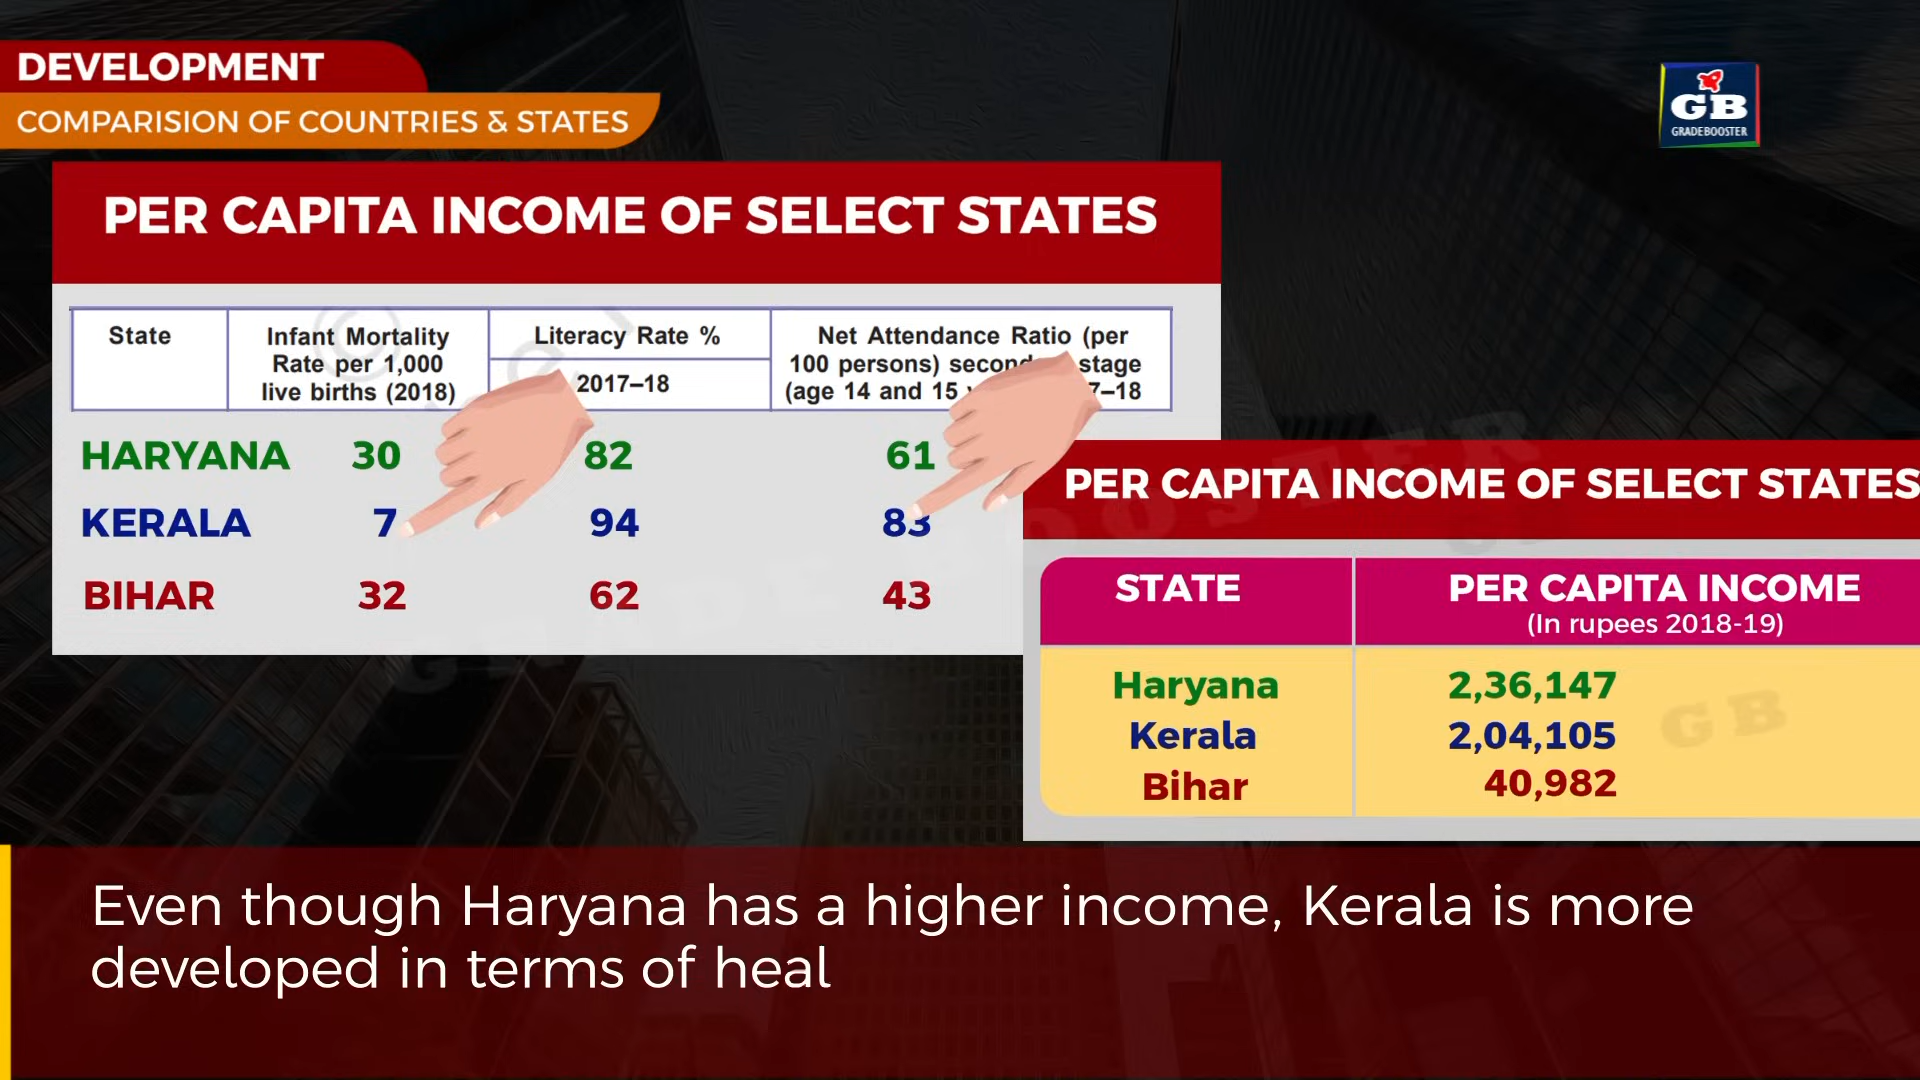 DEVELOPMENT
COMPARISION OF COUNTRIES & STATES
GB
GRADEBOOSTER
PER CAPITA INCOME OF SELECT STATES
State
Infant Mortality
Rate per 1,000
live births (2018)
Literacy Rate %
2017–18
Net Attendance Ratio (per
100 persons) stage
(age 14 and 15 –18
HARYANA 30 82 61
KERALA 7 94 83
BIHAR 32 62 43
PER CAPITA INCOME OF SELECT STATES
STATE
PER CAPITA INCOME
(In rupees 2018-19)
Haryana 2,36,147
Kerala 2,04,105
Bihar 40,982
GB
Even though Haryana has a higher income, Kerala is more
developed in terms of heal